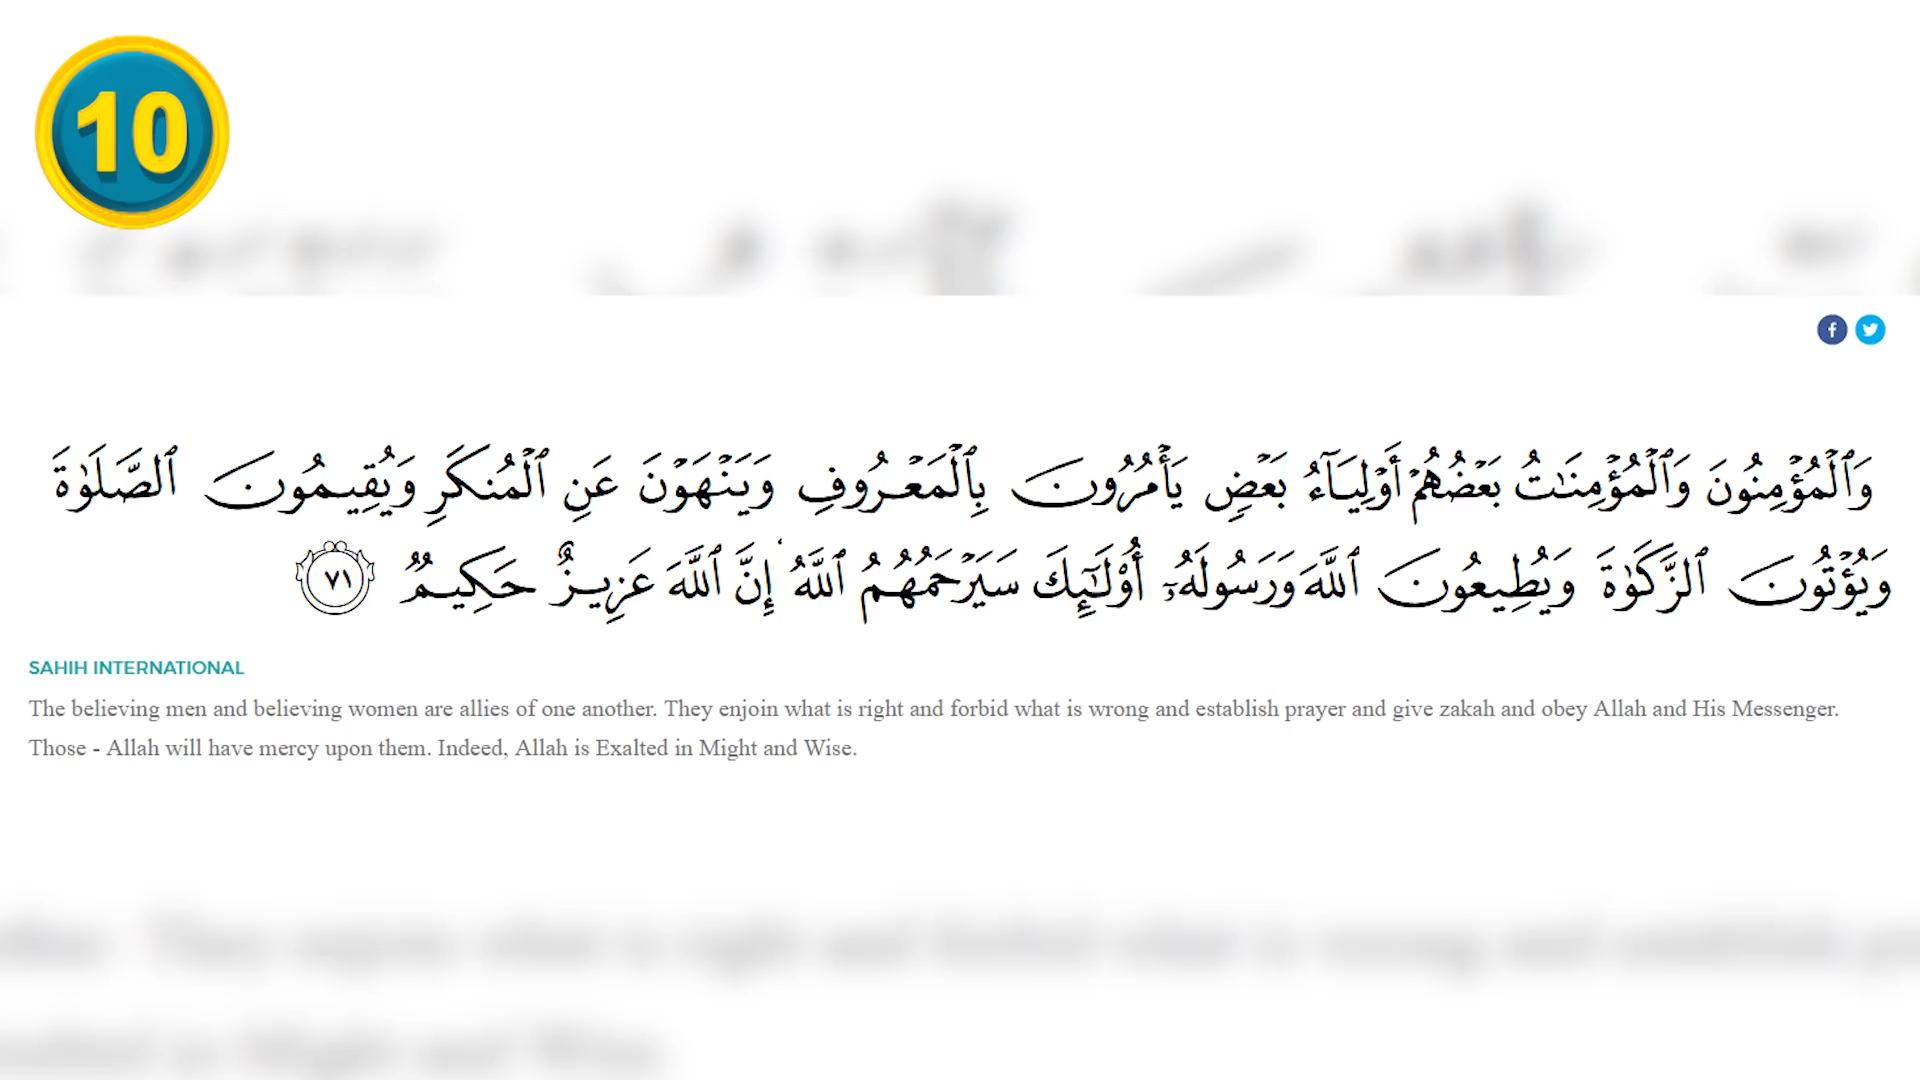 10
وَٱلْمُؤْمِنُونَ وَٱلْمُؤْمِنَـٰتُ بَعْضُهُمْ أَوْلِيَآءُ بَعْضٍ يَأْمُرُونَ بِٱلْمَعْرُوفِ وَيَنْهَوْنَ عَنِ ٱلْمُنكَرِ وَيُقِيمُونَ ٱلصَّلَوٰةَ
وَيُؤْتُونَ ٱلزَّكَوٰةَ وَيُطِيعُونَ ٱللَّهَ وَرَسُولَهُۥٓ أُو۟لَـٰٓئِكَ سَيَرْحَمُهُمُ ٱللَّهُ إِنَّ ٱللَّهَ عَزِيزٌ حَكِيمٌ ٧١
SAHIH INTERNATIONAL
The believing men and believing women are allies of one another. They enjoin what is right and forbid what is wrong and establish prayer and give zakah and obey Allah and His Messenger.
Those - Allah will have mercy upon them. Indeed, Allah is Exalted in Might and Wise.